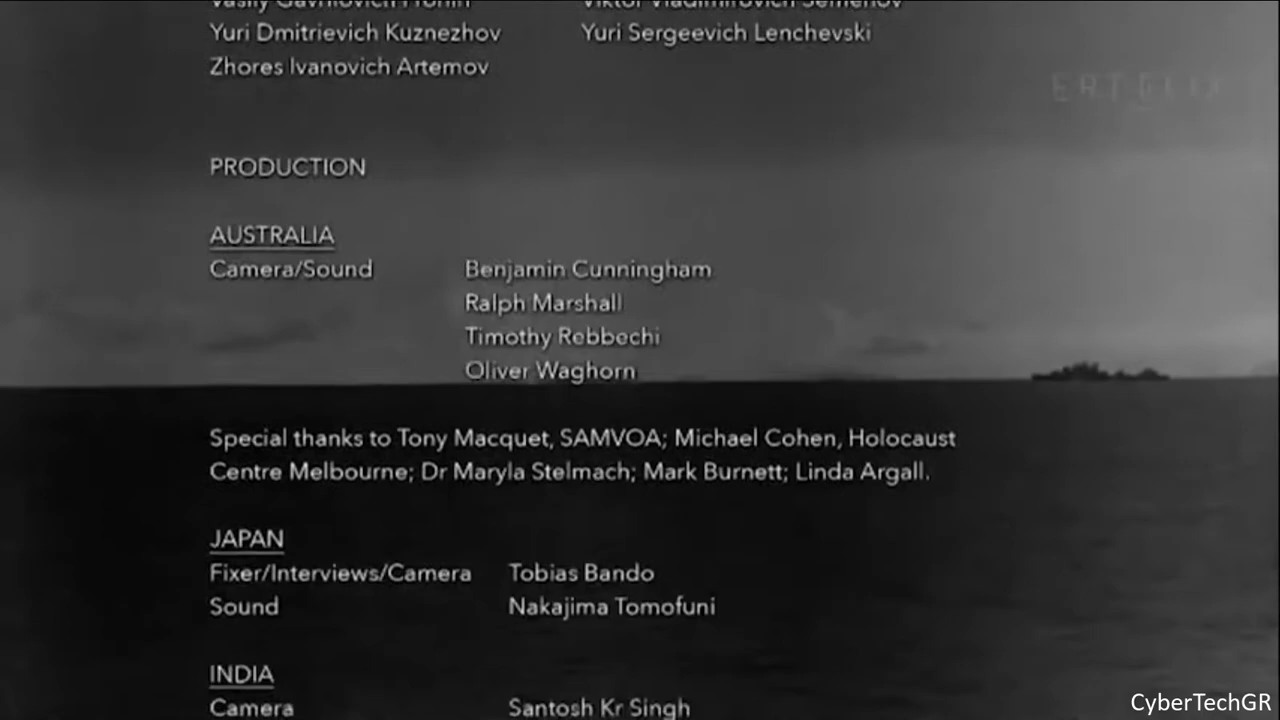 Yuri Dmitrievich Kuznezhov Yuri Sergeevich Lenchevski
Zhores Ivanovich Artemov
ERTFLIX
PRODUCTION
AUSTRALIA
Camera/Sound Benjamin Cunningham
Ralph Marshall
Timothy Rebbechi
Oliver Waghorn
Special thanks to Tony Macquet, SAMVOA; Michael Cohen, Holocaust
Centre Melbourne; Dr Maryla Stelmach; Mark Burnett; Linda Argall.
JAPAN
Fixer/Interviews/Camera Tobias Bando
Sound Nakajima Tomofuni
INDIA
Camera Santosh Kr Singh
CyberTechGR